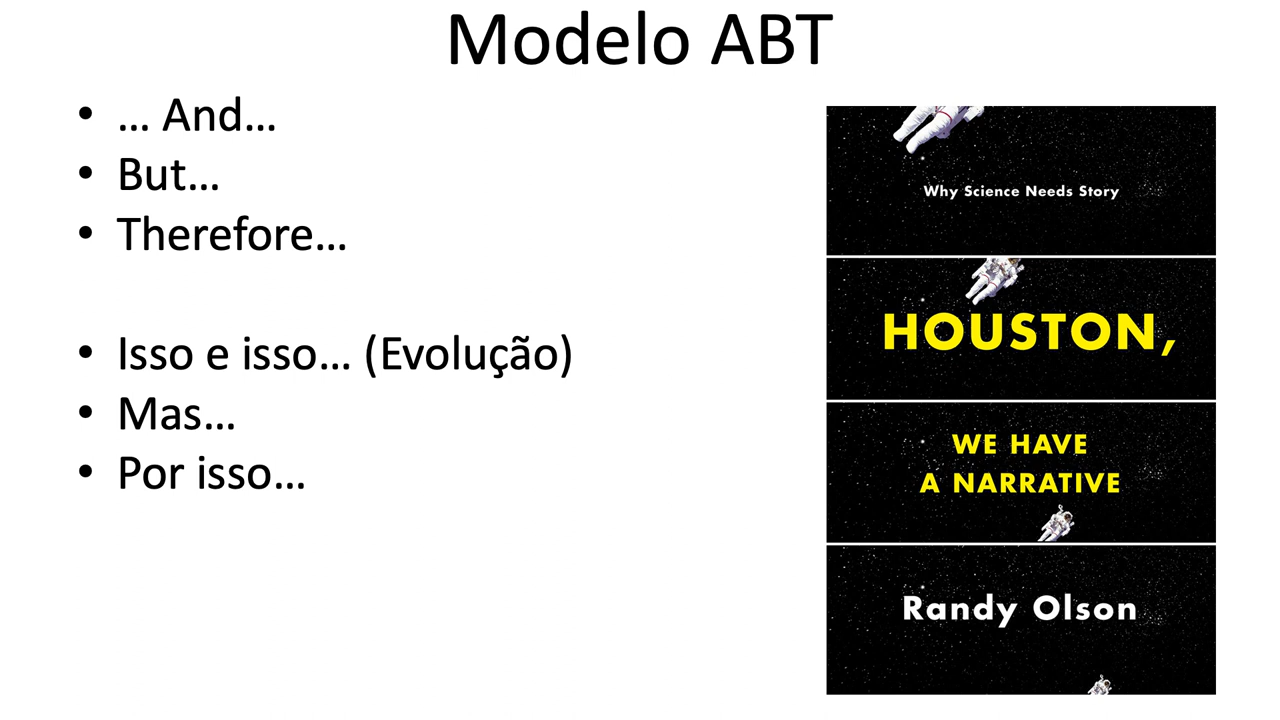 Modelo ABT
• … And…
• But…
• Therefore…
• Isso e isso… (Evolução)
• Mas…
• Por isso…
Why Science Needs Story
HOUSTON,
WE HAVE
A NARRATIVE
Randy Olson